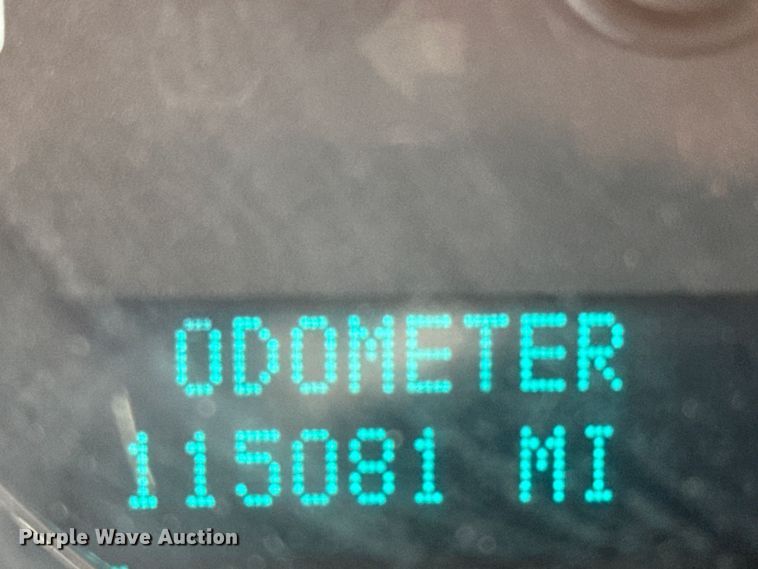 ODOMETER
115081 MI
Purple Wave Auction